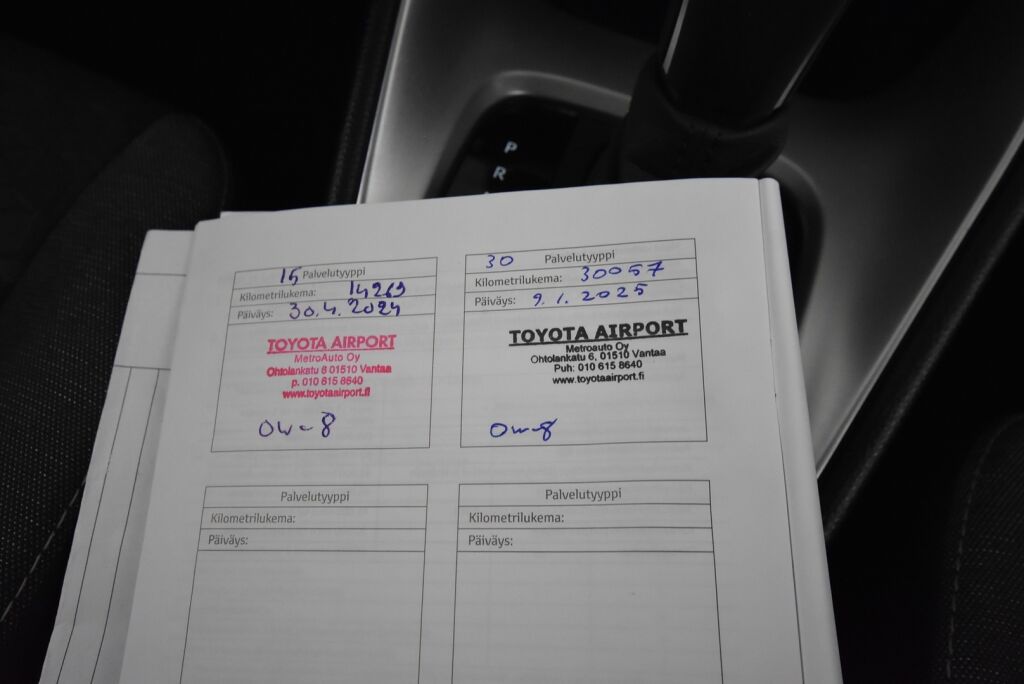 P
R
15 Palvelutyyppi
Kilometrilukema: 14269
Päiväys: 30.4.2024
TOYOTA AIRPORT
MetroAuto Oy
Ohtolankatu 8 01510 Vantaa
p. 010 615 8640
www.toyotaairport.fi
OW-8
30 Palvelutyyppi
Kilometrilukema: 30057
Päiväys: 9.1.2025
TOYOTA AIRPORT
Metroauto Oy
Ohtolankatu 6, 01510 Vantaa
Puh: 010 615 8640
www.toyotaairport.fi
OW-8
Palvelutyyppi
Kilometrilukema:
Päiväys:
Palvelutyyppi
Kilometrilukema:
Päiväys: